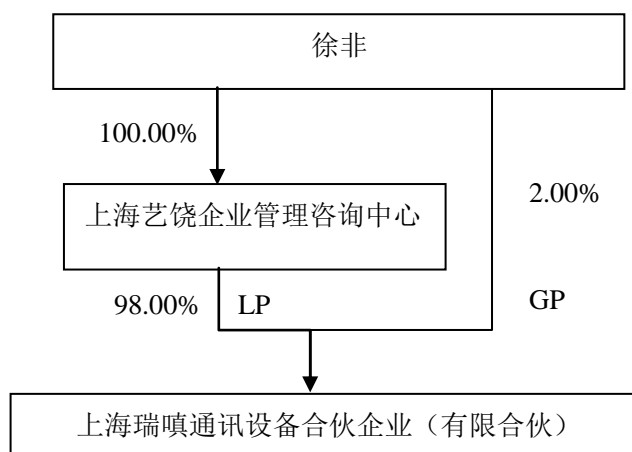 徐非
100.00%
2.00%
上海艺饶企业管理咨询中心
98.00% LP
GP
上海瑞嗔通讯设备合伙企业（有限合伙）